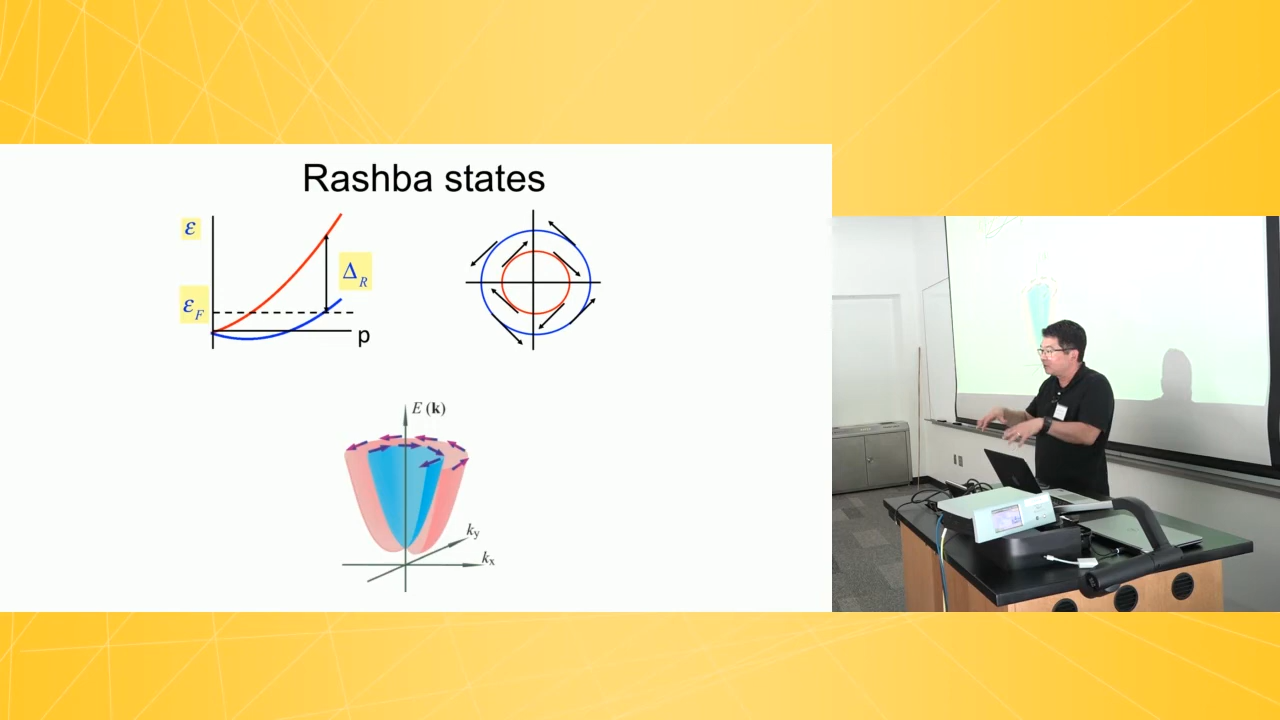 Rashba states
ε
Δ_R
ε_F
p
E (k)
k_y
k_x